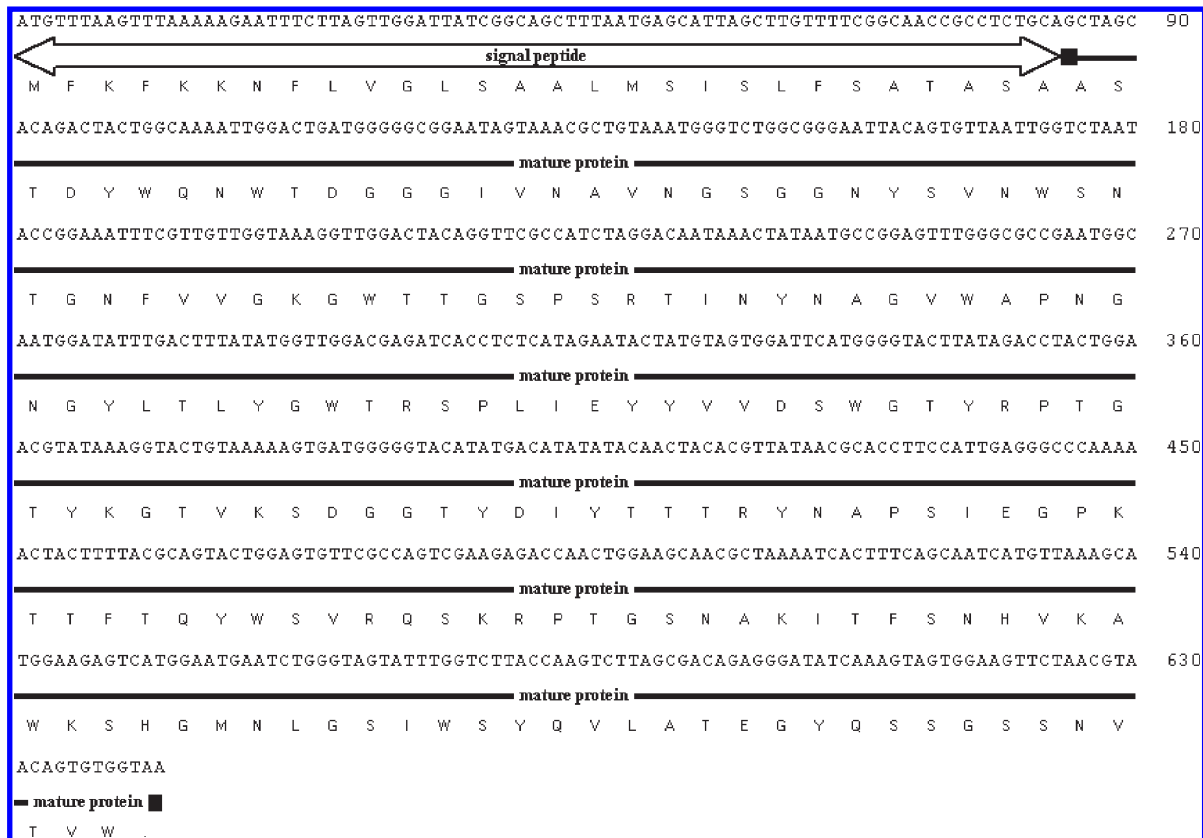 ATGTTTAAGTTTAAAAAGAATTTCTTAGTTGGATTATCGGCAGCTTTAATGAGCATTAGCTTGTTTTCGGCAACCGCCTCTGCAGCTAGC 90
signal peptide
M F K F K K N F L V G L S A A L M S I S L F S A T A S A A S
ACAGACTACTGGCAAAATTGGACTGATGGGGGCGGAATAGTAAACGCTGTAAATGGGTCTGGCGGGAATTACAGTGTTAATTGGTCTAAT 180
mature protein
T D Y W Q N W T D G G G I V N A V N G S G G N Y S V N W S N
ACCGGAAATTTCGTTGTTGGTAAAGGTTGGACTACAGGTTCGCCATCTAGGACAATAAACTATAATGCCGGAGTTTGGGCGCCGAATGGC 270
mature protein
T G N F V V G K G W T T G S P S R T I N Y N A G V W A P N G
AATGGATATTTGACTTTATATGGTTGGACGAGATCACCTCTCATAGAATACTATGTAGTGGATTCATGGGGTACTTATAGACCTACTGGA 360
mature protein
N G Y L T L Y G W T R S P L I E Y Y V V D S W G T Y R P T G
ACGTATAAAGGTACTGTAAAAAGTGATGGGGGTACATATGACATATATACAACTACACGTTATAACGCACCTTCCATTGAGGGCCCAAAA 450
mature protein
T Y K G T V K S D G G T Y D I Y T T T R Y N A P S I E G P K
ACTACTTTTACGCAGTACTGGAGTGTTCGCCAGTCGAAGAGACCAACTGGAAGCAACGCTAAAATCACTTTCAGCAATCATGTTAAAGCA 540
mature protein
T T F T Q Y W S V R Q S K R P T G S N A K I T F S N H V K A
TGGAAGAGTCATGGAATGAATCTGGGTAGTATTTGGTCTTACCAAGTCTTAGCGACAGAGGGATATCAAAGTAGTGGAAGTTCTAACGTA 630
mature protein
W K S H G M N L G S I W S Y Q V L A T E G Y Q S S G S S N V
ACAGTGTGGTAA
mature protein
T V W .